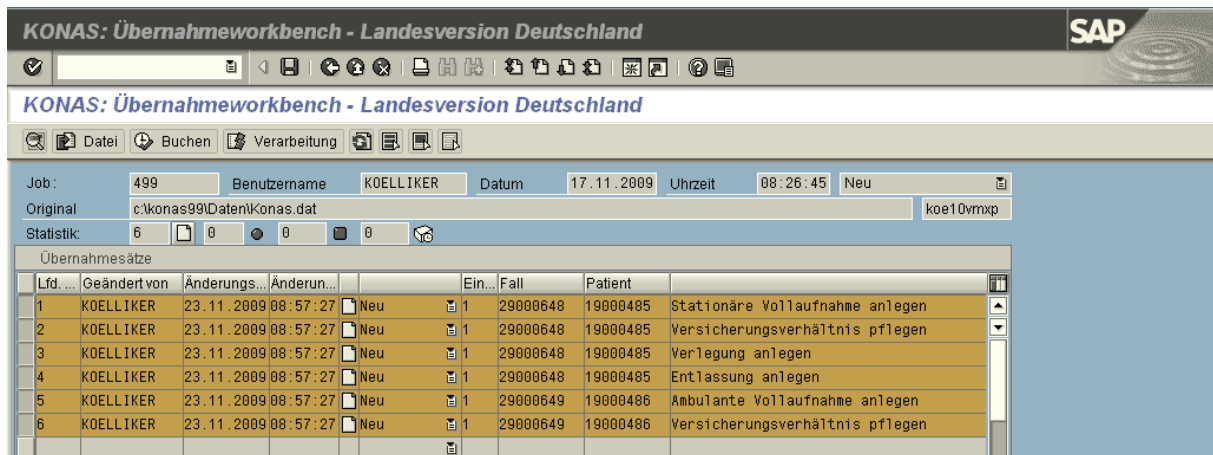 KONAS: Übernahmeworkbench - Landesversion Deutschland
SAP
KONAS: Übernahmeworkbench - Landesversion Deutschland
Datei Buchen Verarbeitung
Job: 499 Benutzername KOELLIKER Datum 17.11.2009 Uhrzeit 08:26:45 Neu
Original c:\konas99\Daten\Konas.dat koe10vmxp
Statistik: 6 0 0 0
Übernahmesätze
Lfd. ... Geändert von Änderungs... Änderun... Ein... Fall Patient
1 KOELLIKER 23.11.2009 08:57:27 Neu 1 29000648 19000485 Stationäre Vollaufnahme anlegen
2 KOELLIKER 23.11.2009 08:57:27 Neu 1 29000648 19000485 Versicherungsverhältnis pflegen
3 KOELLIKER 23.11.2009 08:57:27 Neu 1 29000648 19000485 Verlegung anlegen
4 KOELLIKER 23.11.2009 08:57:27 Neu 1 29000648 19000485 Entlassung anlegen
5 KOELLIKER 23.11.2009 08:57:27 Neu 1 29000649 19000486 Ambulante Vollaufnahme anlegen
6 KOELLIKER 23.11.2009 08:57:27 Neu 1 29000649 19000486 Versicherungsverhältnis pflegen